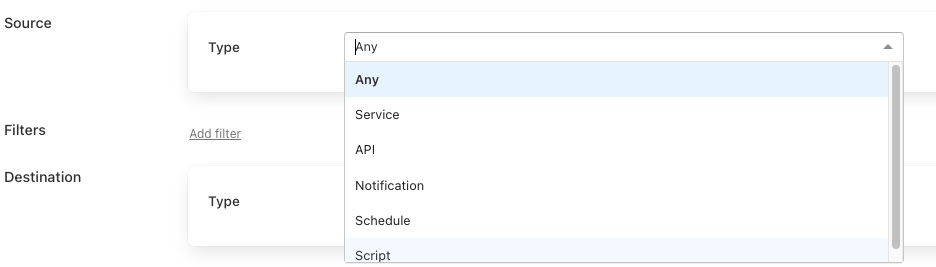 Source
Type
Any
Any
Service
API
Notification
Schedule
Script
Filters
Add filter
Destination
Type